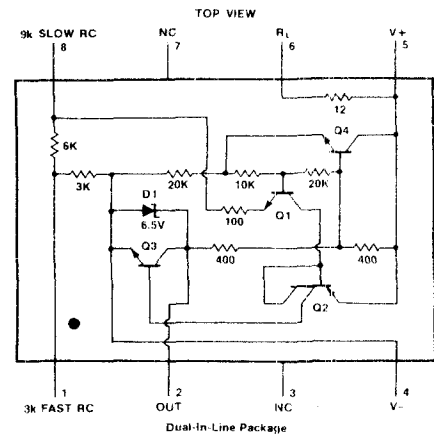 TOP VIEW
9k SLOW RC NC RL V+
8 7 6 5
12
Q4
6K
3K 20K 10K 20K
D1
6.5V
100 Q1
Q3
400 400
Q2
1 2 3 4
3k FAST RC OUT NC V-
Dual-In-Line Package